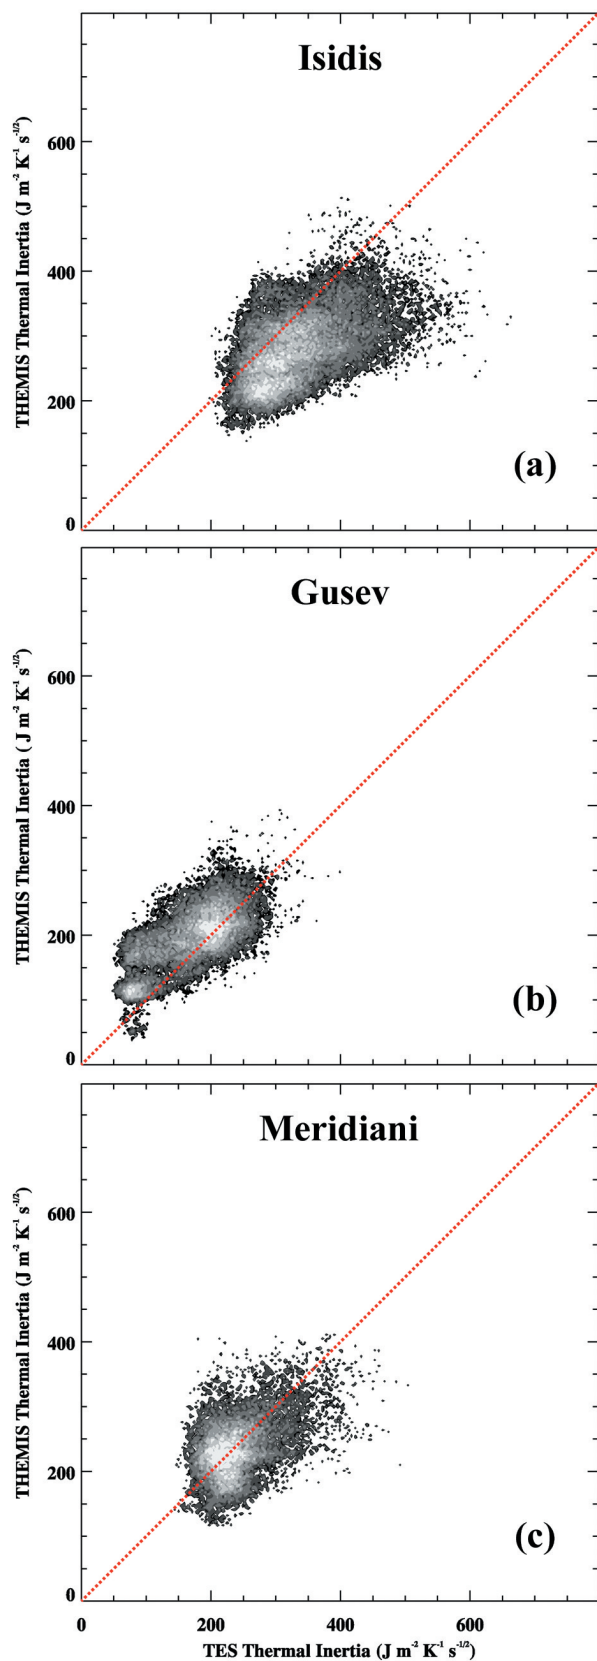 Isidis
THEMIS Thermal Inertia (J m⁻² K⁻¹ s⁻¹/²)
600
400
200
0
(a)
Gusev
THEMIS Thermal Inertia ( J m⁻² K⁻¹ s⁻¹/²)
600
400
200
0
(b)
Meridiani
THEMIS Thermal Inertia (J m⁻² K⁻¹ s⁻¹/²)
600
400
200
0
(c)
0 200 400 600
TES Thermal Inertia (J m⁻² K⁻¹ s⁻¹/²)